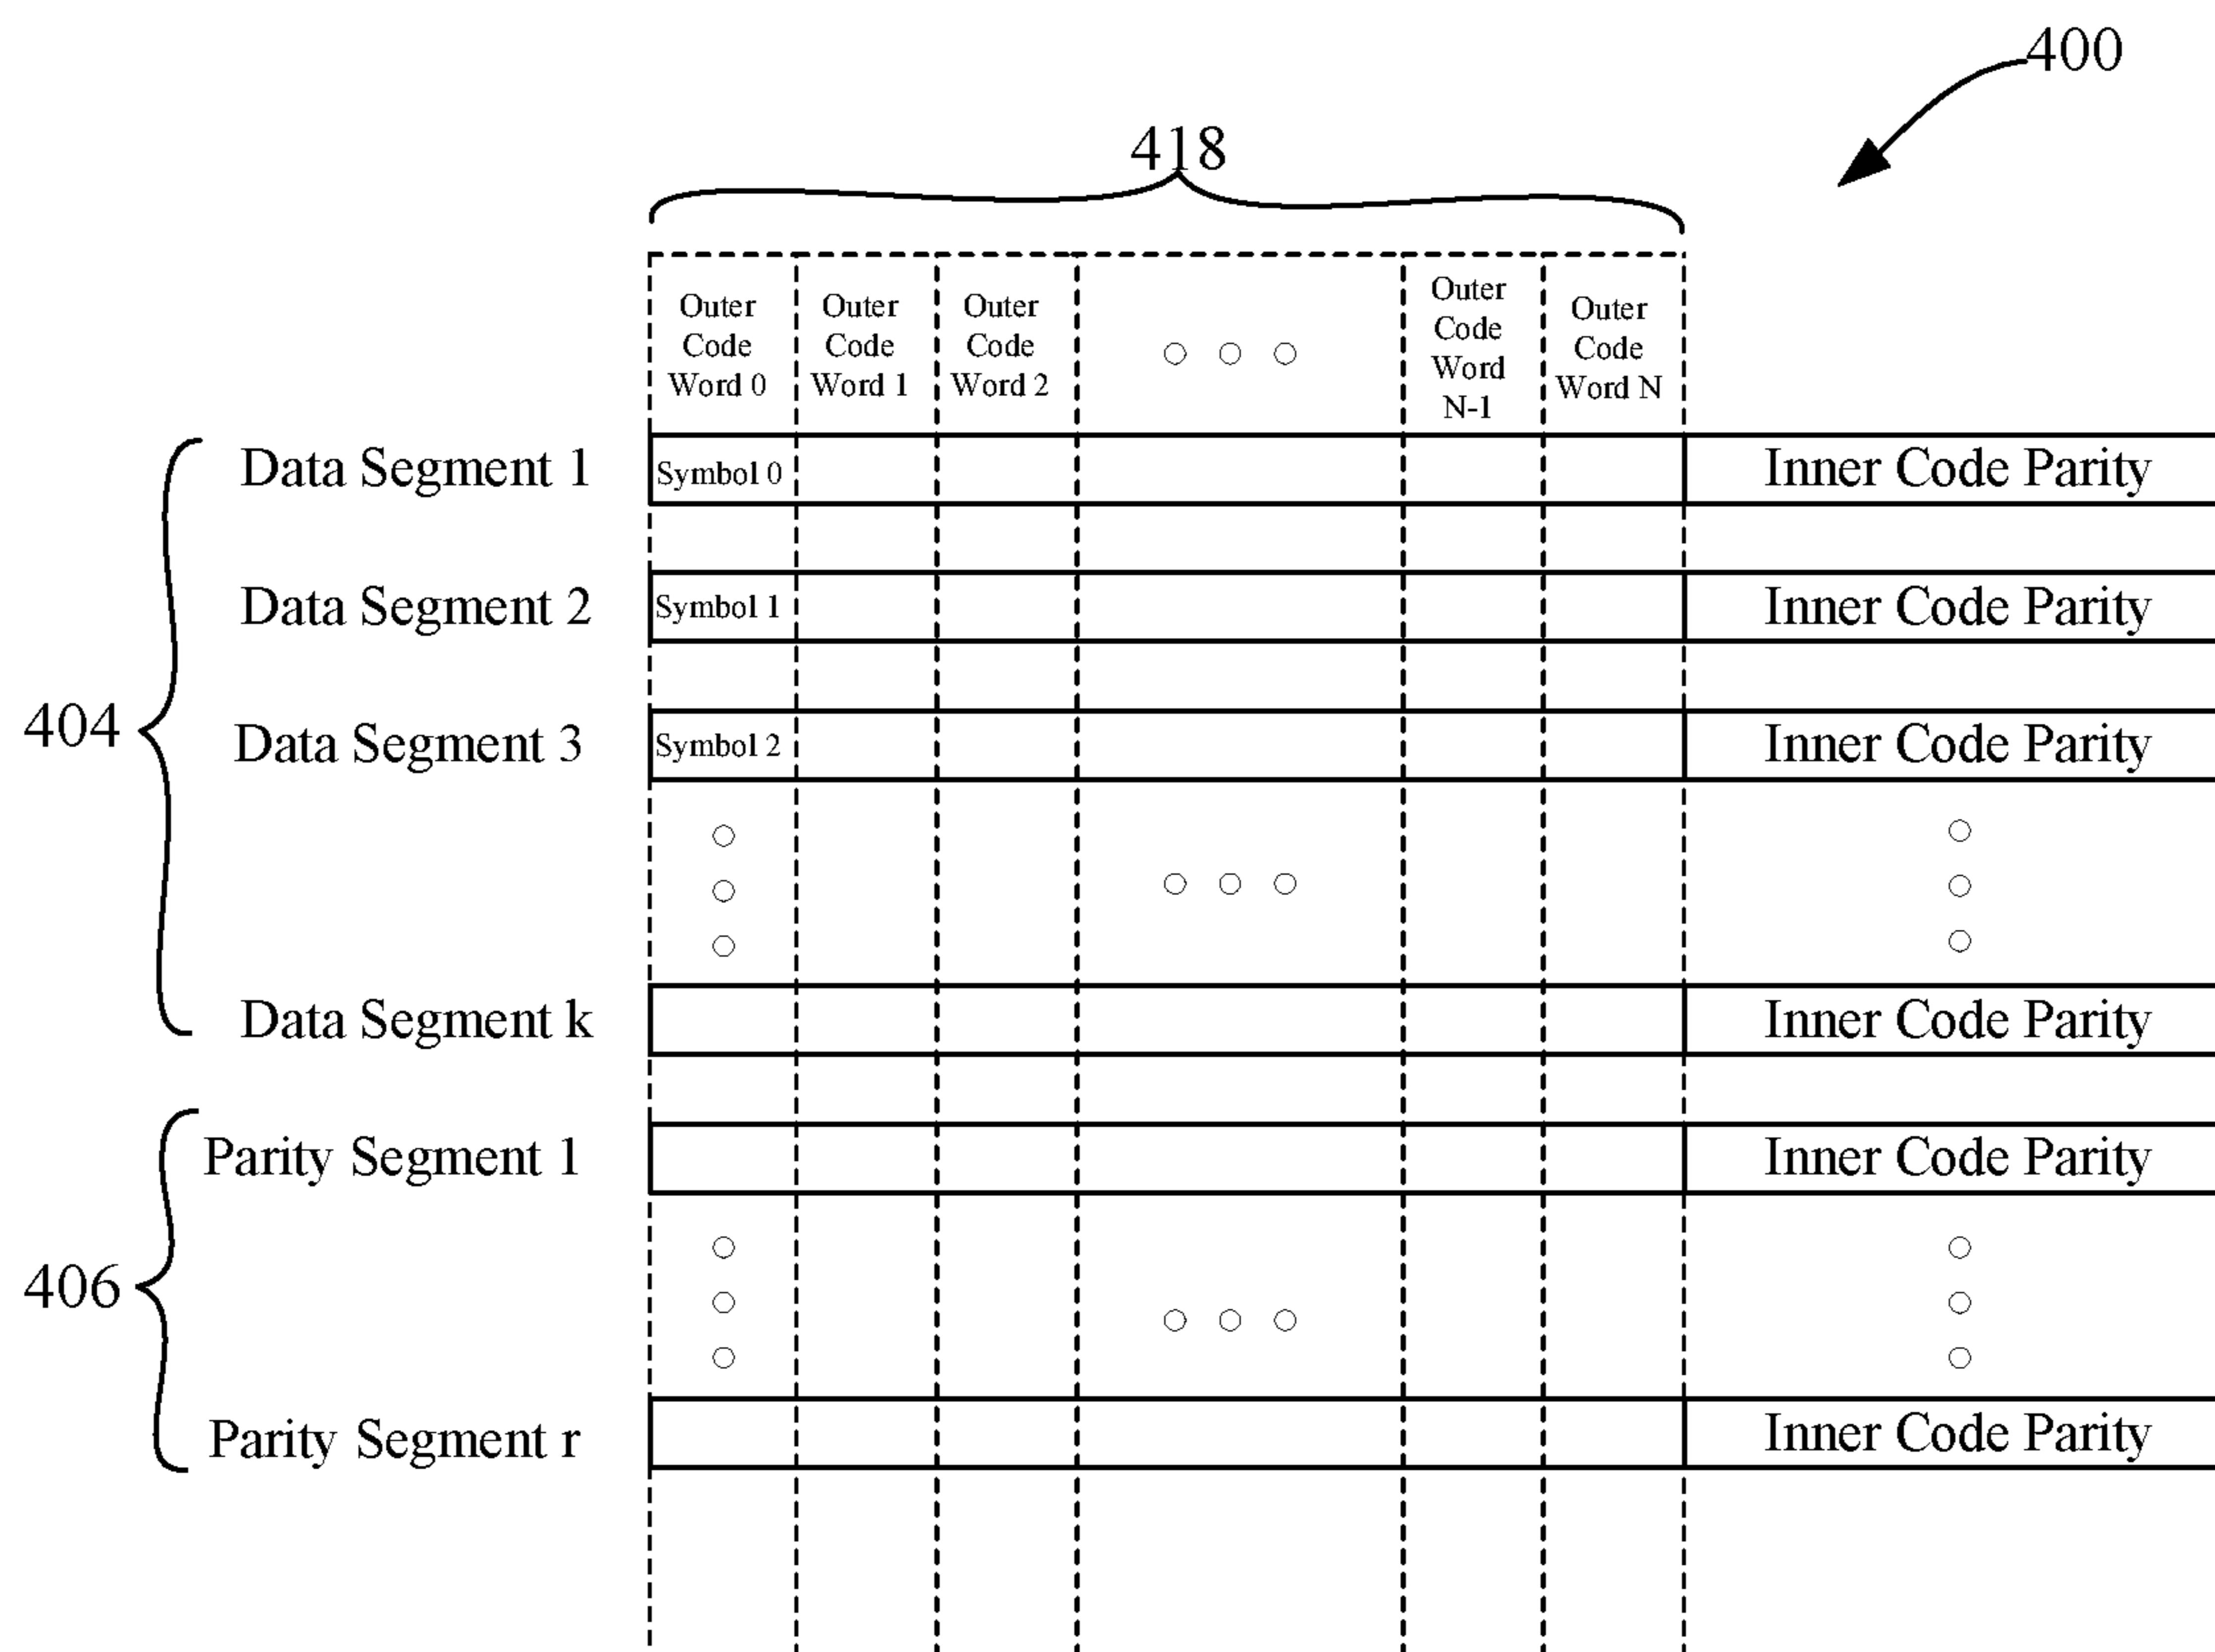 400
418
Outer
Code
Word 0
Outer
Code
Word 1
Outer
Code
Word 2
Outer
Code
Word
N-1
Outer
Code
Word N
Data Segment 1
Symbol 0
Inner Code Parity
Data Segment 2
Symbol 1
Inner Code Parity
404
Data Segment 3
Symbol 2
Inner Code Parity
Data Segment k
Inner Code Parity
Parity Segment 1
Inner Code Parity
406
Parity Segment r
Inner Code Parity